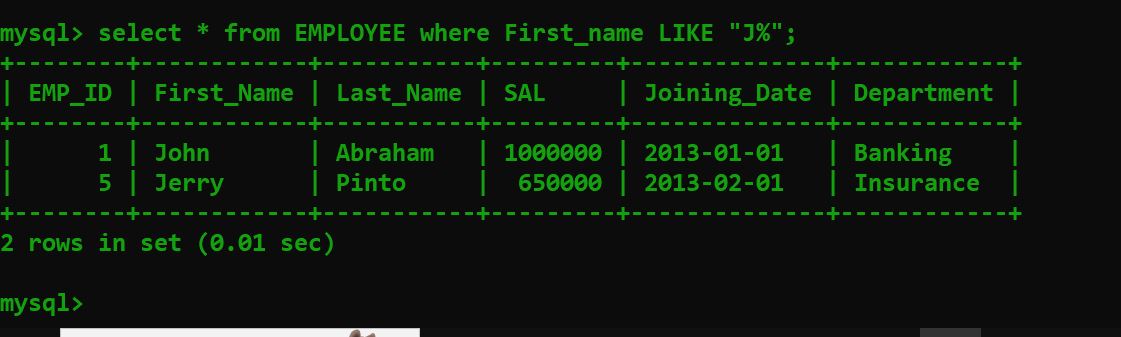 mysql> select * from EMPLOYEE where First_name LIKE "J%";
+--------+------------+-----------+---------+--------------+------------+
| EMP_ID | First_Name | Last_Name | SAL     | Joining_Date | Department |
+--------+------------+-----------+---------+--------------+------------+
|      1 | John       | Abraham   | 1000000 | 2013-01-01   | Banking    |
|      5 | Jerry      | Pinto     |  650000 | 2013-02-01   | Insurance  |
+--------+------------+-----------+---------+--------------+------------+
2 rows in set (0.01 sec)
mysql>